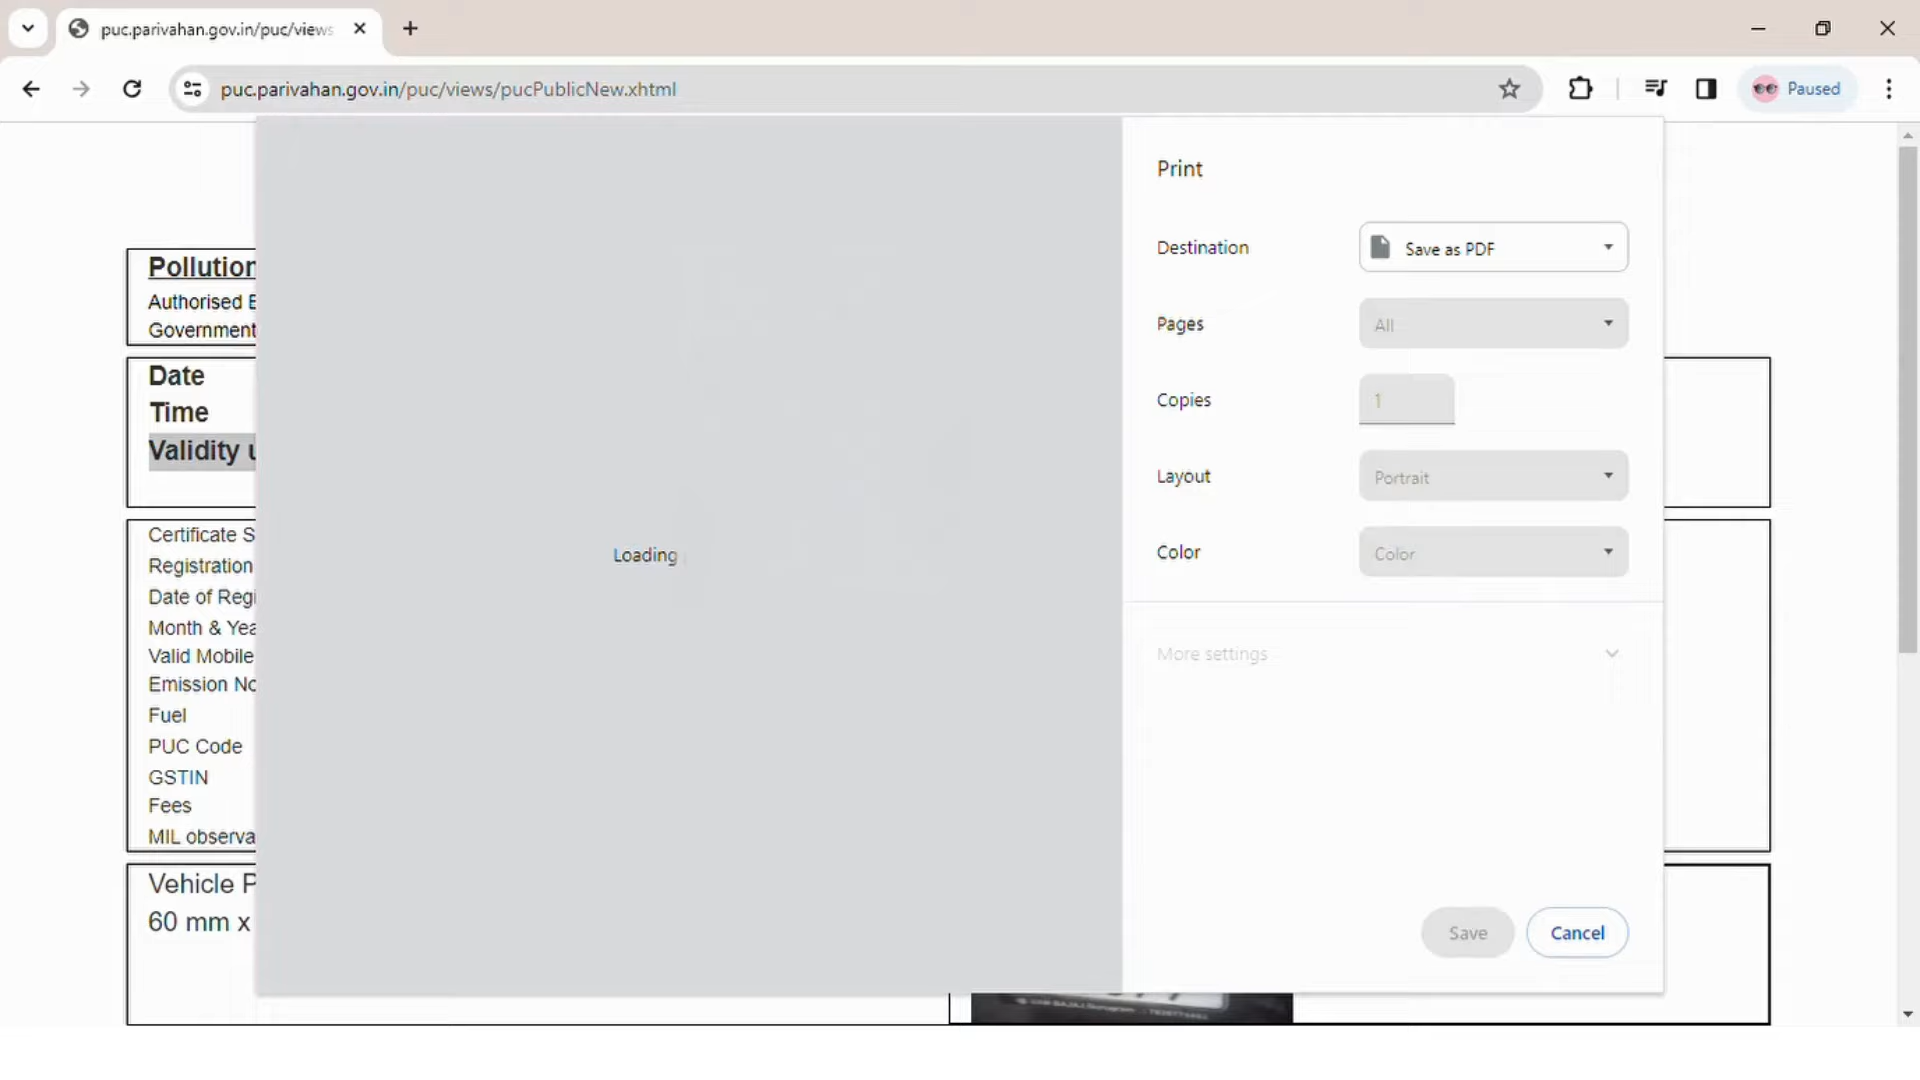 puc.parivahan.gov.in/puc/views
puc.parivahan.gov.in/puc/views/pucPublicNew.xhtml
Paused
Pollution
Authorised E
Government
Date
Time
Validity u
Certificate S
Registration
Date of Regi
Month & Yea
Valid Mobile
Emission No
Fuel
PUC Code
GSTIN
Fees
MIL observa
Vehicle P
60 mm x
Loading
Print
Destination
Save as PDF
Pages
All
Copies
1
Layout
Portrait
Color
Color
More settings
Save
Cancel